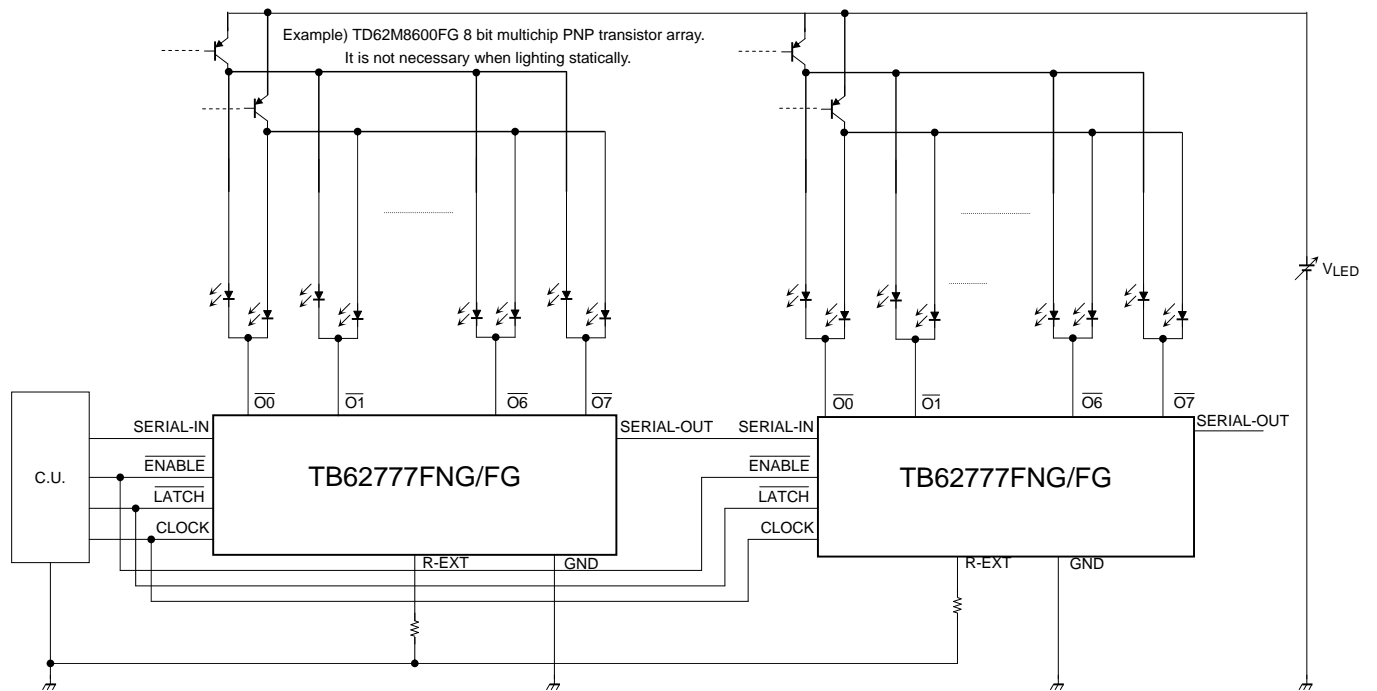 Example) TD62M8600FG 8 bit multichip PNP transistor array.
It is not necessary when lighting statically.
VLED
O0
O1
O6
O7
O0
O1
O6
O7
C.U.
SERIAL-IN
ENABLE
LATCH
CLOCK
TB62777FNG/FG
SERIAL-OUT
R-EXT
GND
SERIAL-IN
ENABLE
LATCH
CLOCK
TB62777FNG/FG
SERIAL-OUT
R-EXT
GND